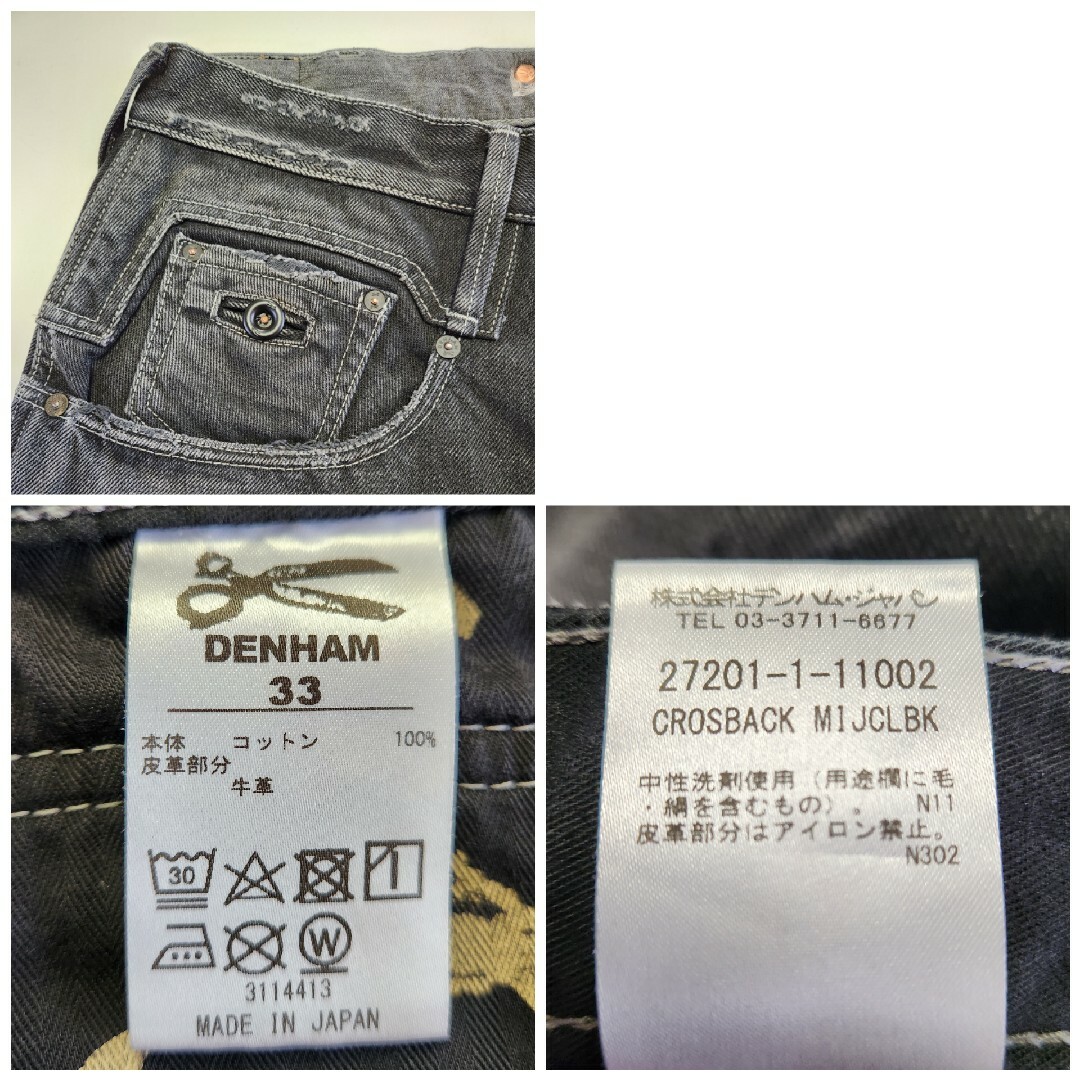 DENHAM
33
本体 コットン 100%
皮革部分
牛革
30
W
3114413
MADE IN JAPAN
株式会社デンハム・ジャパン
TEL 03-3711-6677
27201-1-11002
CROSBACK MIJCLBK
中性洗剤使用（用途欄に毛
・絹を含むもの）。 N11
皮革部分はアイロン禁止。
N302